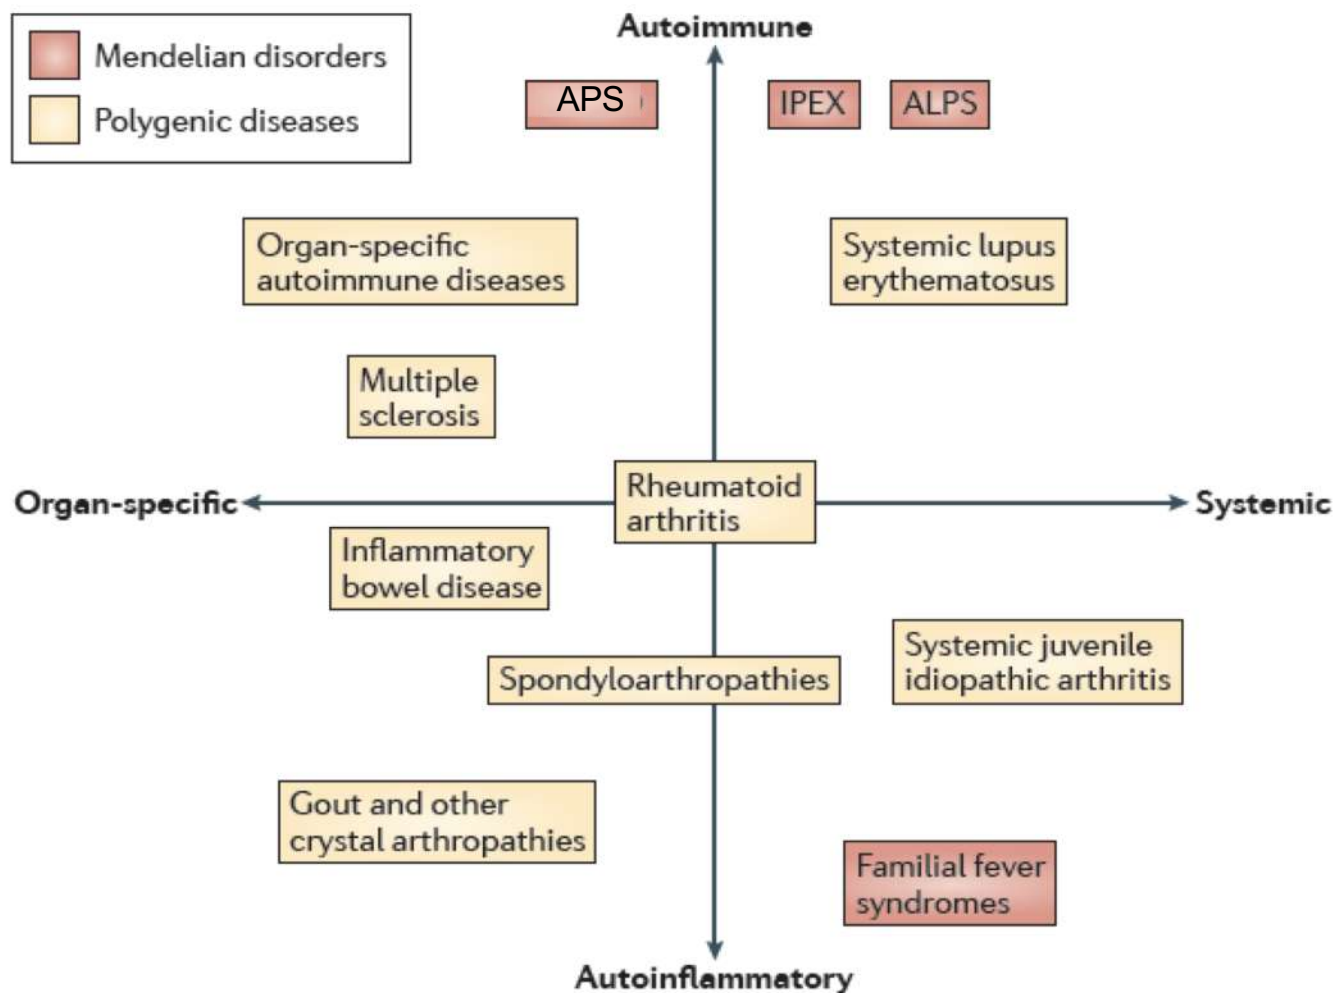 Autoimmune
Mendelian disorders
Polygenic diseases
APS
IPEX
ALPS
Organ-specific
autoimmune diseases
Systemic lupus
erythematosus
Multiple
sclerosis
Organ-specific
Rheumatoid
arthritis
Systemic
Inflammatory
bowel disease
Systemic juvenile
idiopathic arthritis
Spondyloarthropathies
Gout and other
crystal arthropathies
Familial fever
syndromes
Autoinflammatory